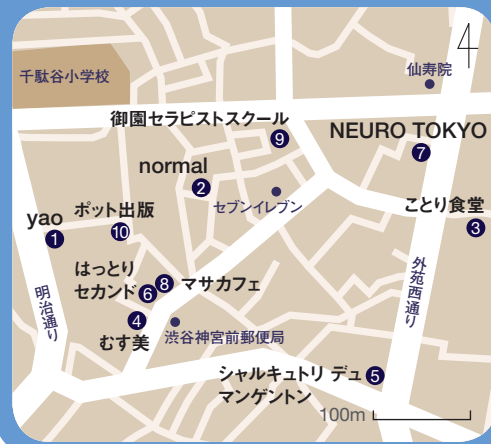 千駄谷小学校
仙寿院
御園セラピストスクール
9
NEURO TOKYO
7
normal
2
セブンイレブン
ことり食堂
3
yao
1
ポット出版
10
はっとり
セカンド
6
8
マサカフェ
明治通り
外苑西通り
4
むす美
渋谷神宮前郵便局
シャルキュトリ デュ
マンゲントン
5
100m